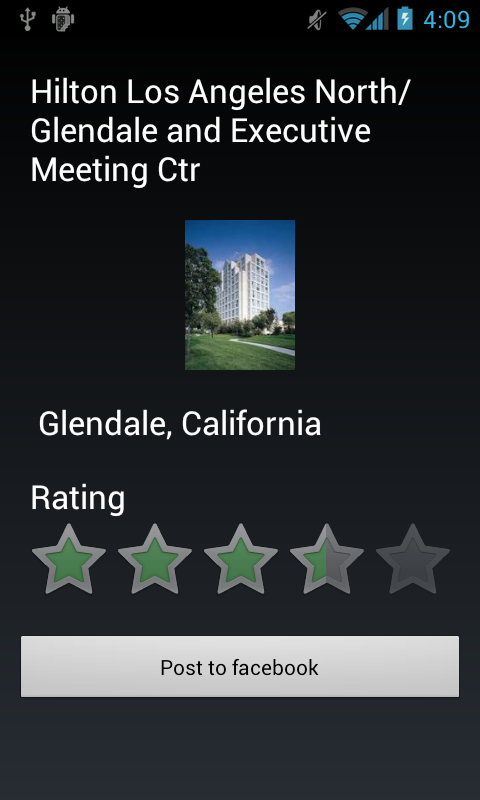 4:09
Hilton Los Angeles North/
Glendale and Executive
Meeting Ctr
Glendale, California
Rating
Post to facebook